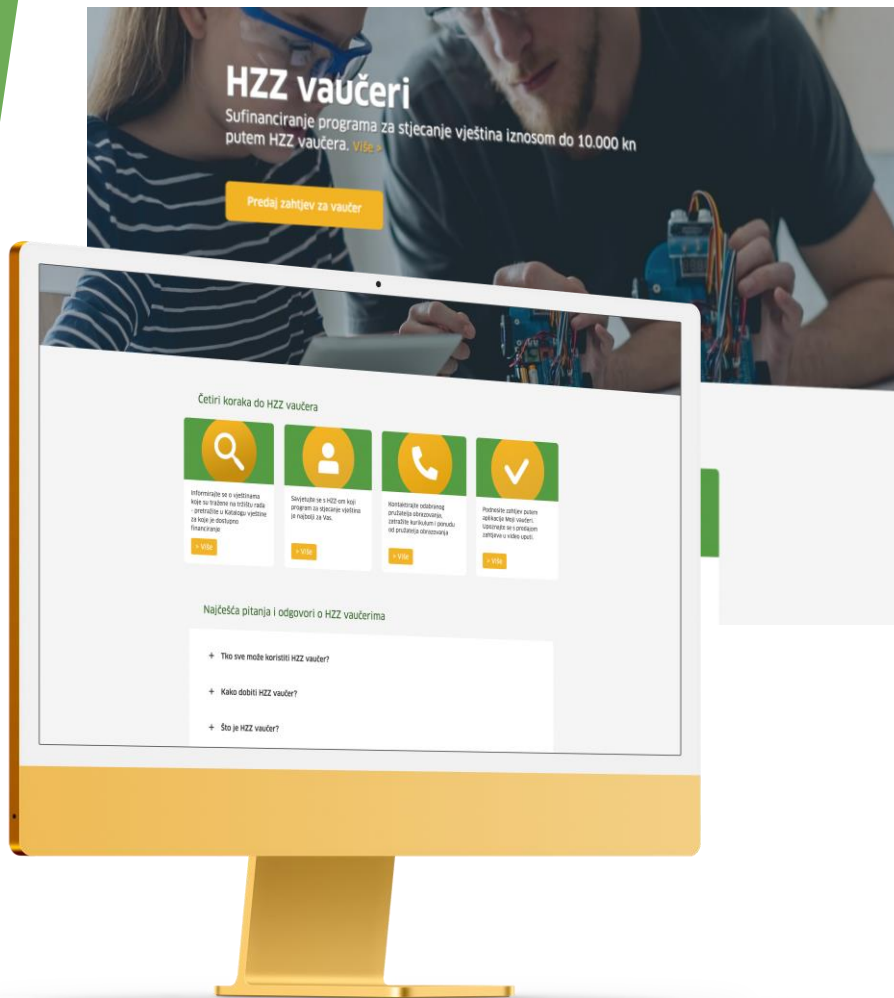 HZZ vaučeri
Sufinanciranje programa za stjecanje vještina iznosom do 10.000 kn
putem HZZ vaučera. Više >
Predaj zahtjev za vaučer
Četiri koraka do HZZ vaučera
Informirajte se o vještinama
koje su tražene na tržištu rada
- pretražite u Katalogu vještine
za koje je dostupno
financiranje
> Više
Savjetujte se s HZZ-om koji
program za stjecanje vještina
je najbolji za Vas.
> Više
Kontaktirajte odabranog
pružatelja obrazovanja,
zatražite kurikulum i ponudu
od pružatelja obrazovanja
> Više
Podnosite zahtjev putem
aplikacije Moji vaučeri.
Upoznajte se s predajom
zahtjeva u video uputi.
> Više
Najčešća pitanja i odgovori o HZZ vaučerima
+ Tko sve može koristiti HZZ vaučer?
+ Kako dobiti HZZ vaučer?
+ Što je HZZ vaučer?